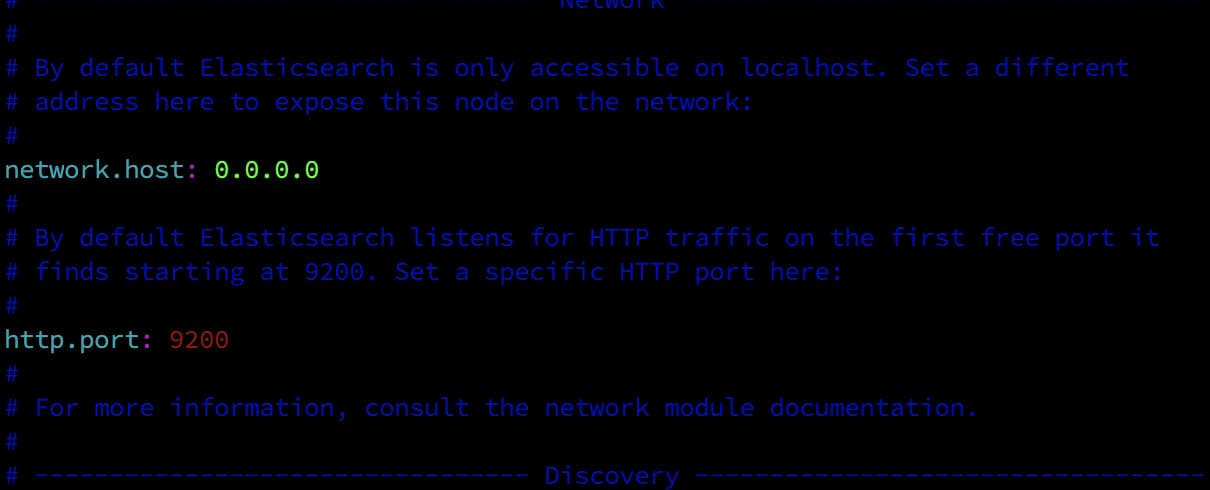 # Network
#
# By default Elasticsearch is only accessible on localhost. Set a different
# address here to expose this node on the network:
#
network.host: 0.0.0.0
#
# By default Elasticsearch listens for HTTP traffic on the first free port it
# finds starting at 9200. Set a specific HTTP port here:
#
http.port: 9200
#
# For more information, consult the network module documentation.
#
# --------------------------------- Discovery ----------------------------------